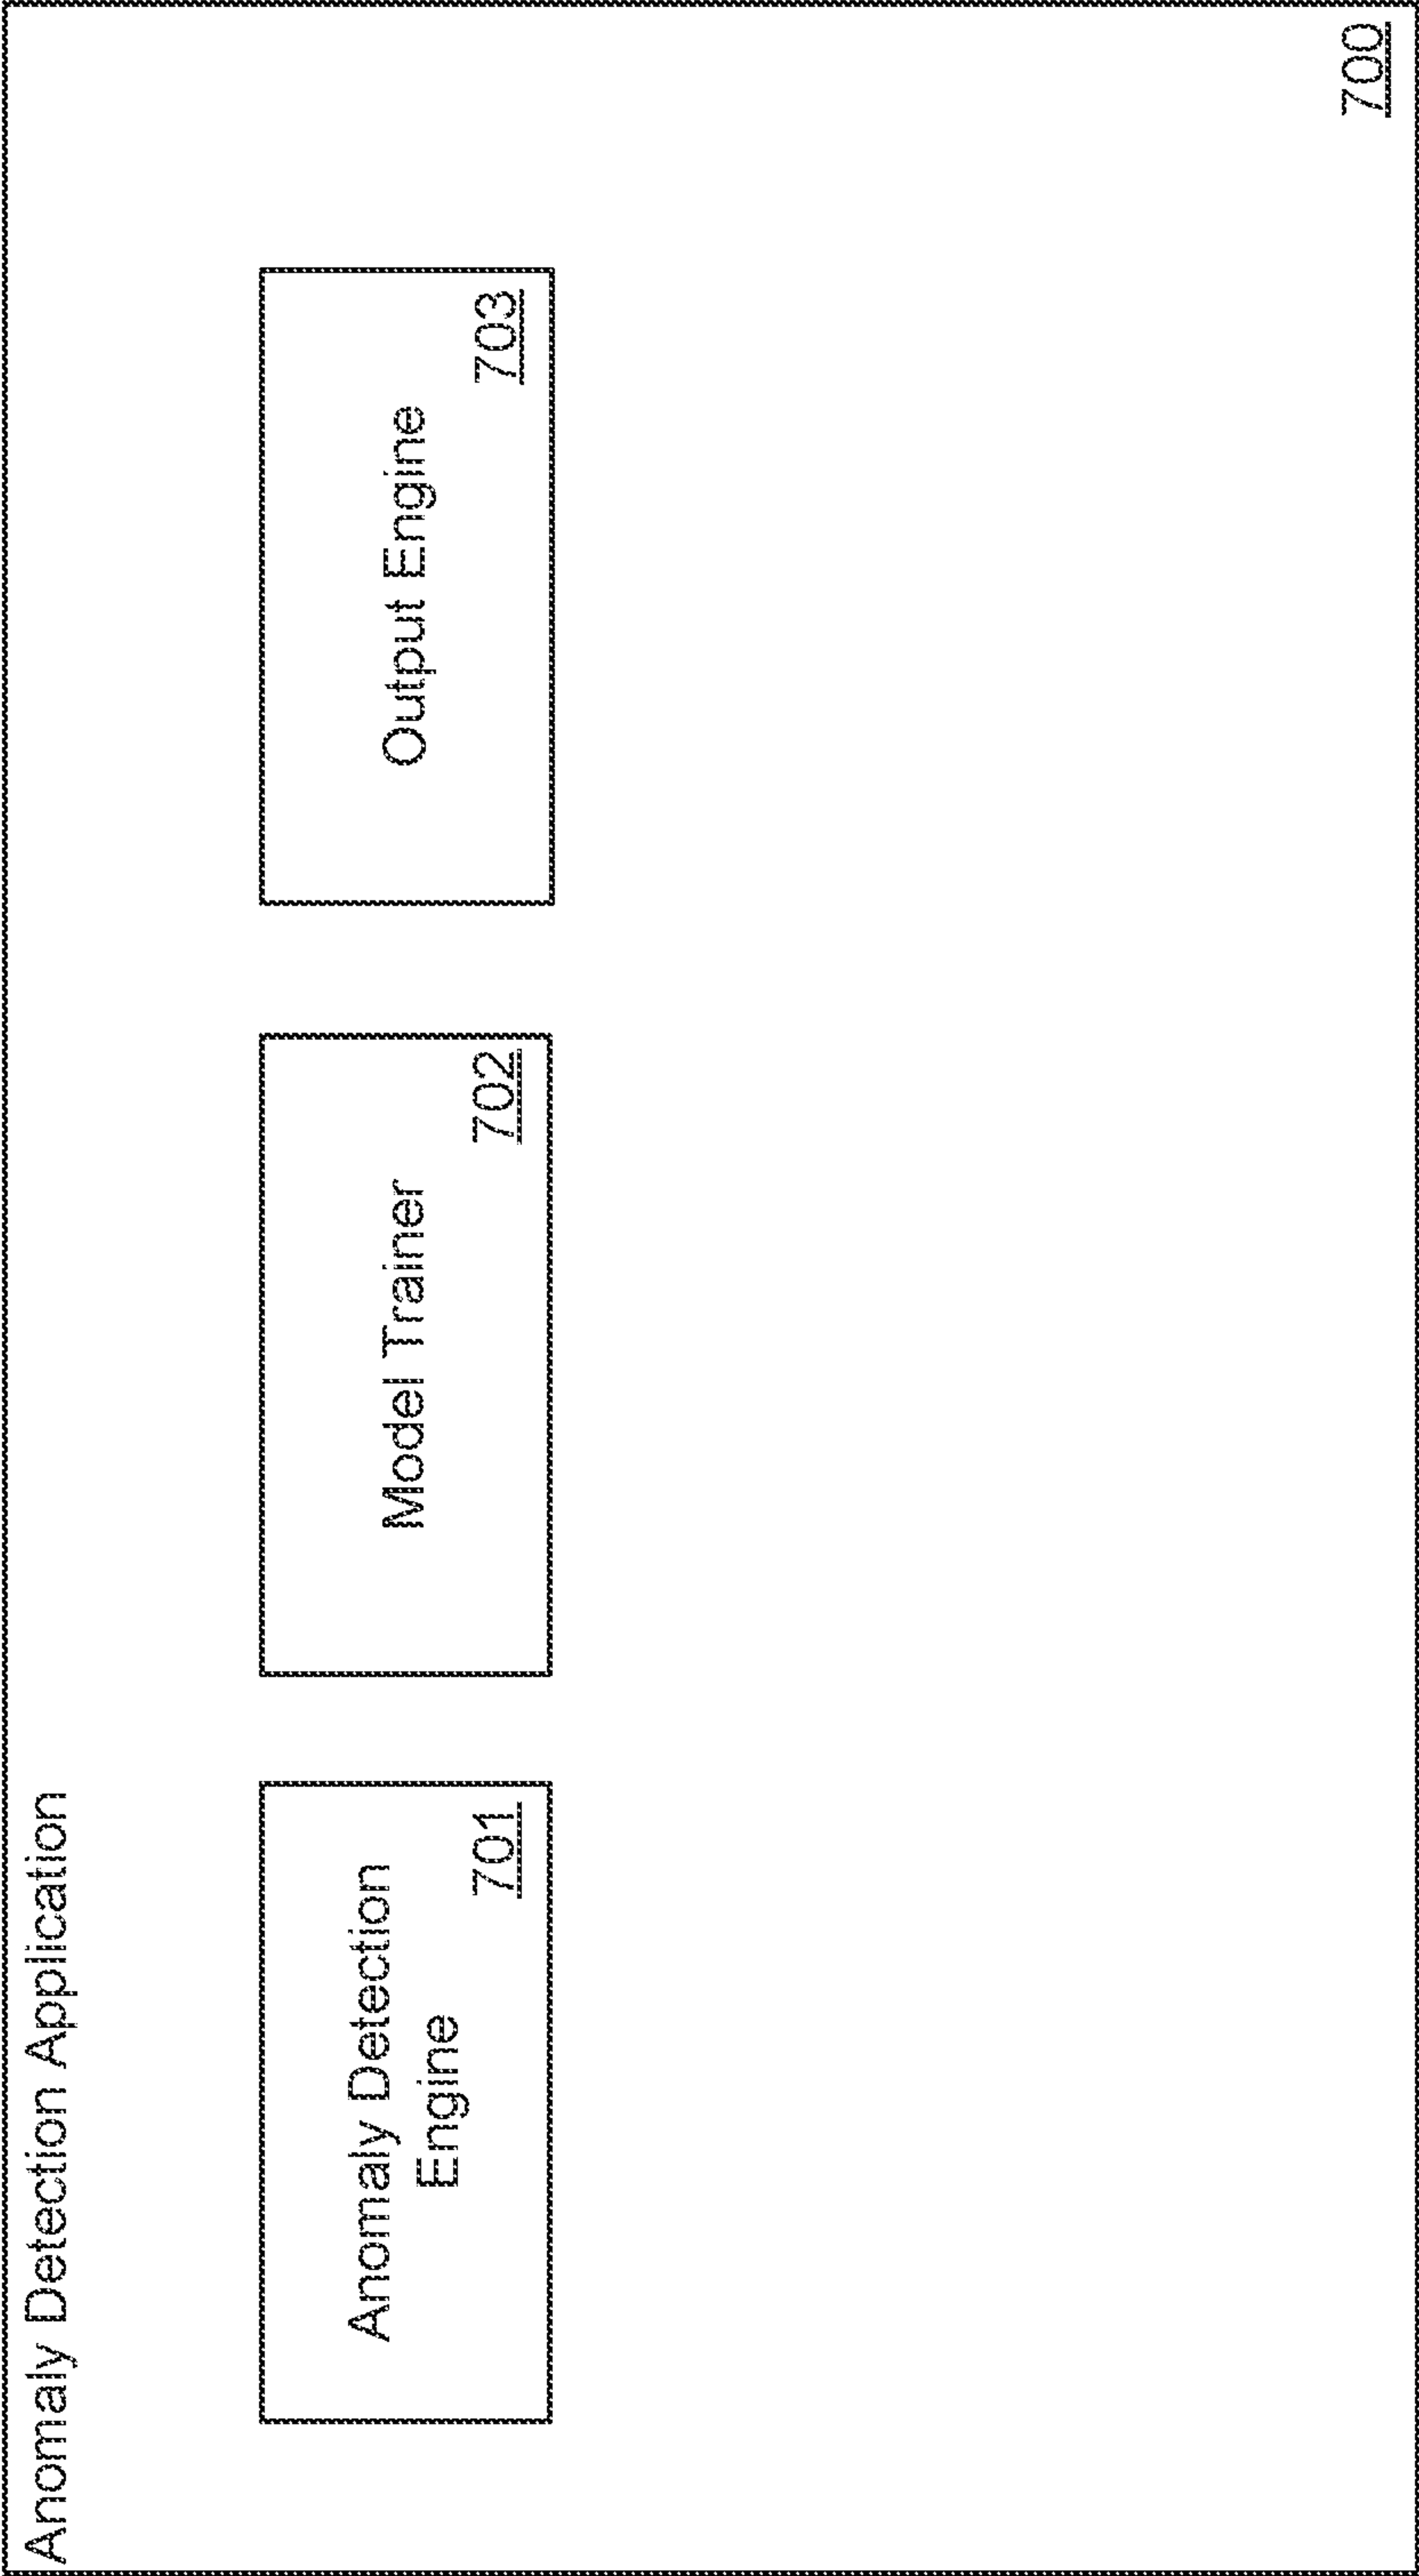 Anomaly Detection Application
Anomaly Detection
Engine
701
Model Trainer
702
Output Engine
703
700